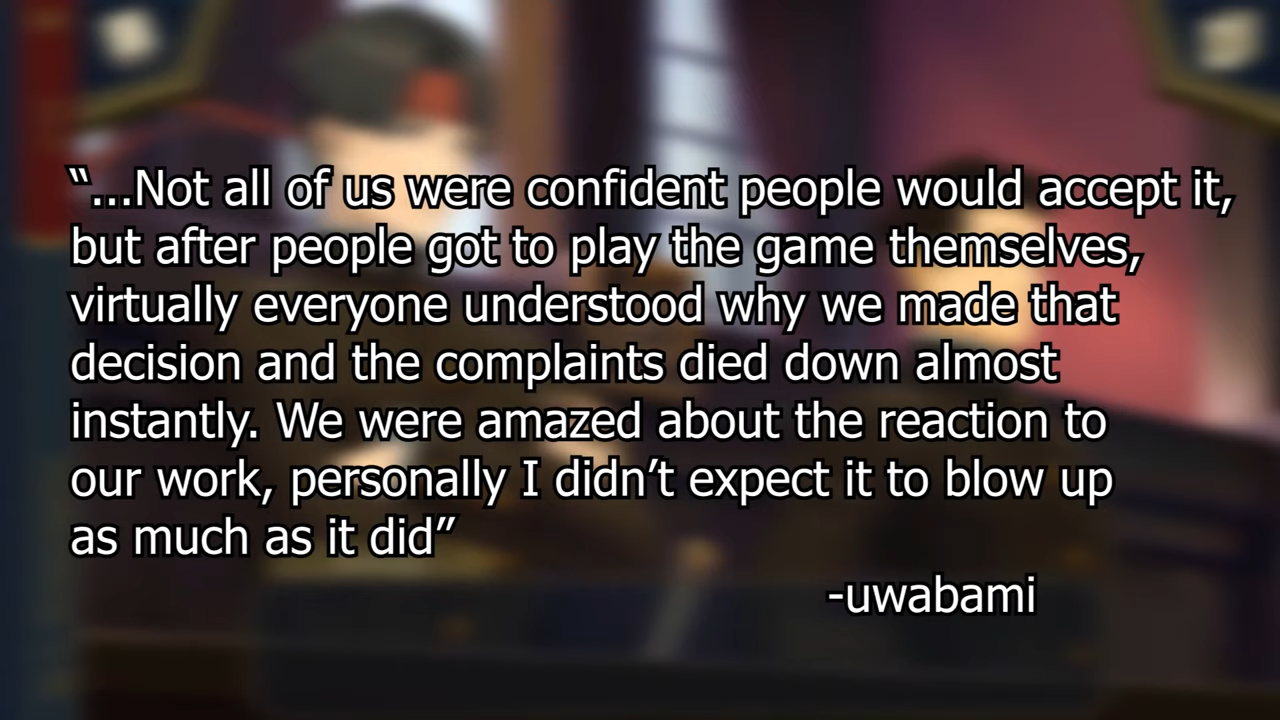 “...Not all of us were confident people would accept it,
but after people got to play the game themselves,
virtually everyone understood why we made that
decision and the complaints died down almost
instantly. We were amazed about the reaction to
our work, personally I didn’t expect it to blow up
as much as it did”
-uwabami